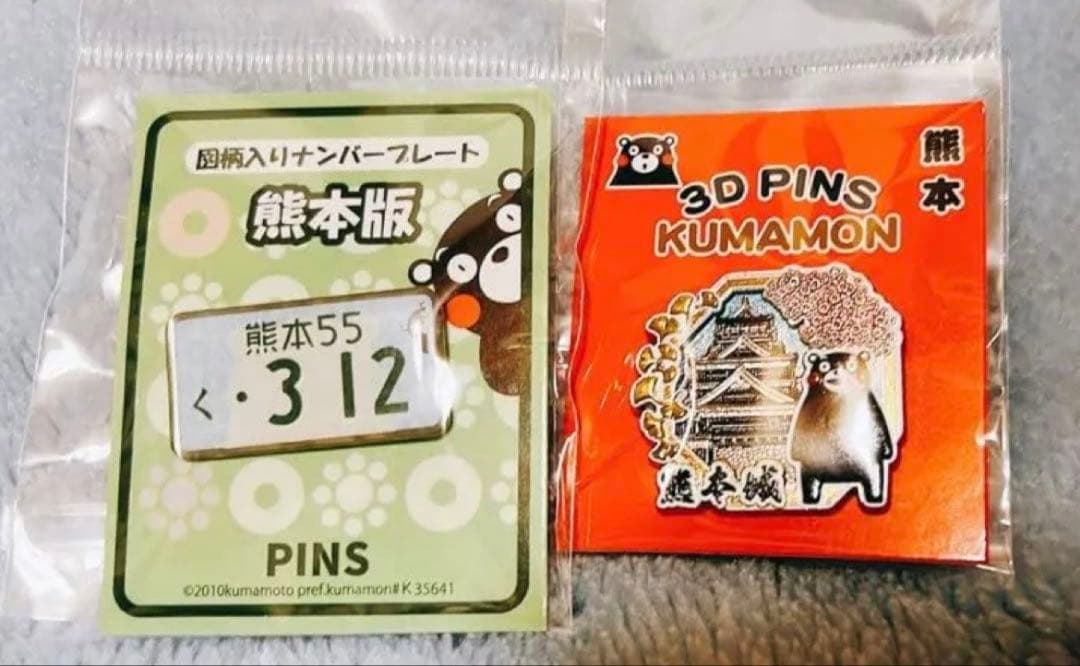 図柄入りナンバープレート
熊本版
熊本55
く・312
PINS
©2010kumamoto pref.kumamon# K 35641
熊本
3D PINS
KUMAMON
熊本城